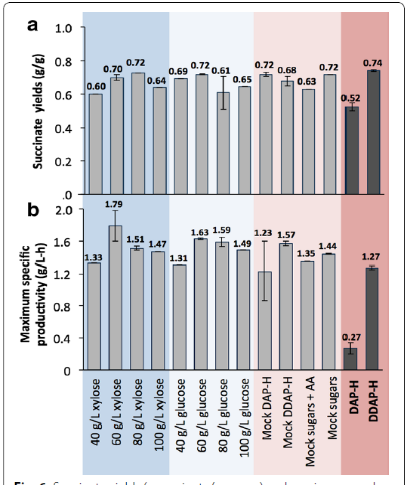 a
Succinate yields (g/g)
1.0
0.8
0.6
0.4
0.2
.0
0.60
0.70
0.72
0.64
0.69
0.72
0.61
0.65
0.72
0.68
0.63
0.72
0.52
0.74
b
Maximum specific
productivity (g/L-h)
2.0
1.6
1.2
0.8
0.4
0
1.33
1.79
1.51
1.47
1.31
1.63
1.59
1.49
1.23
1.57
1.35
1.44
0.27
1.27
40 g/L xylose
60 g/L xylose
80 g/L xylose
100 g/L xylose
40 g/L glucose
60 g/L glucose
80 g/L glucose
100 g/L glucose
Mock DAP-H
Mock DDAP-H
Mock sugars + AA
Mock sugars
DAP-H
DDAP-H